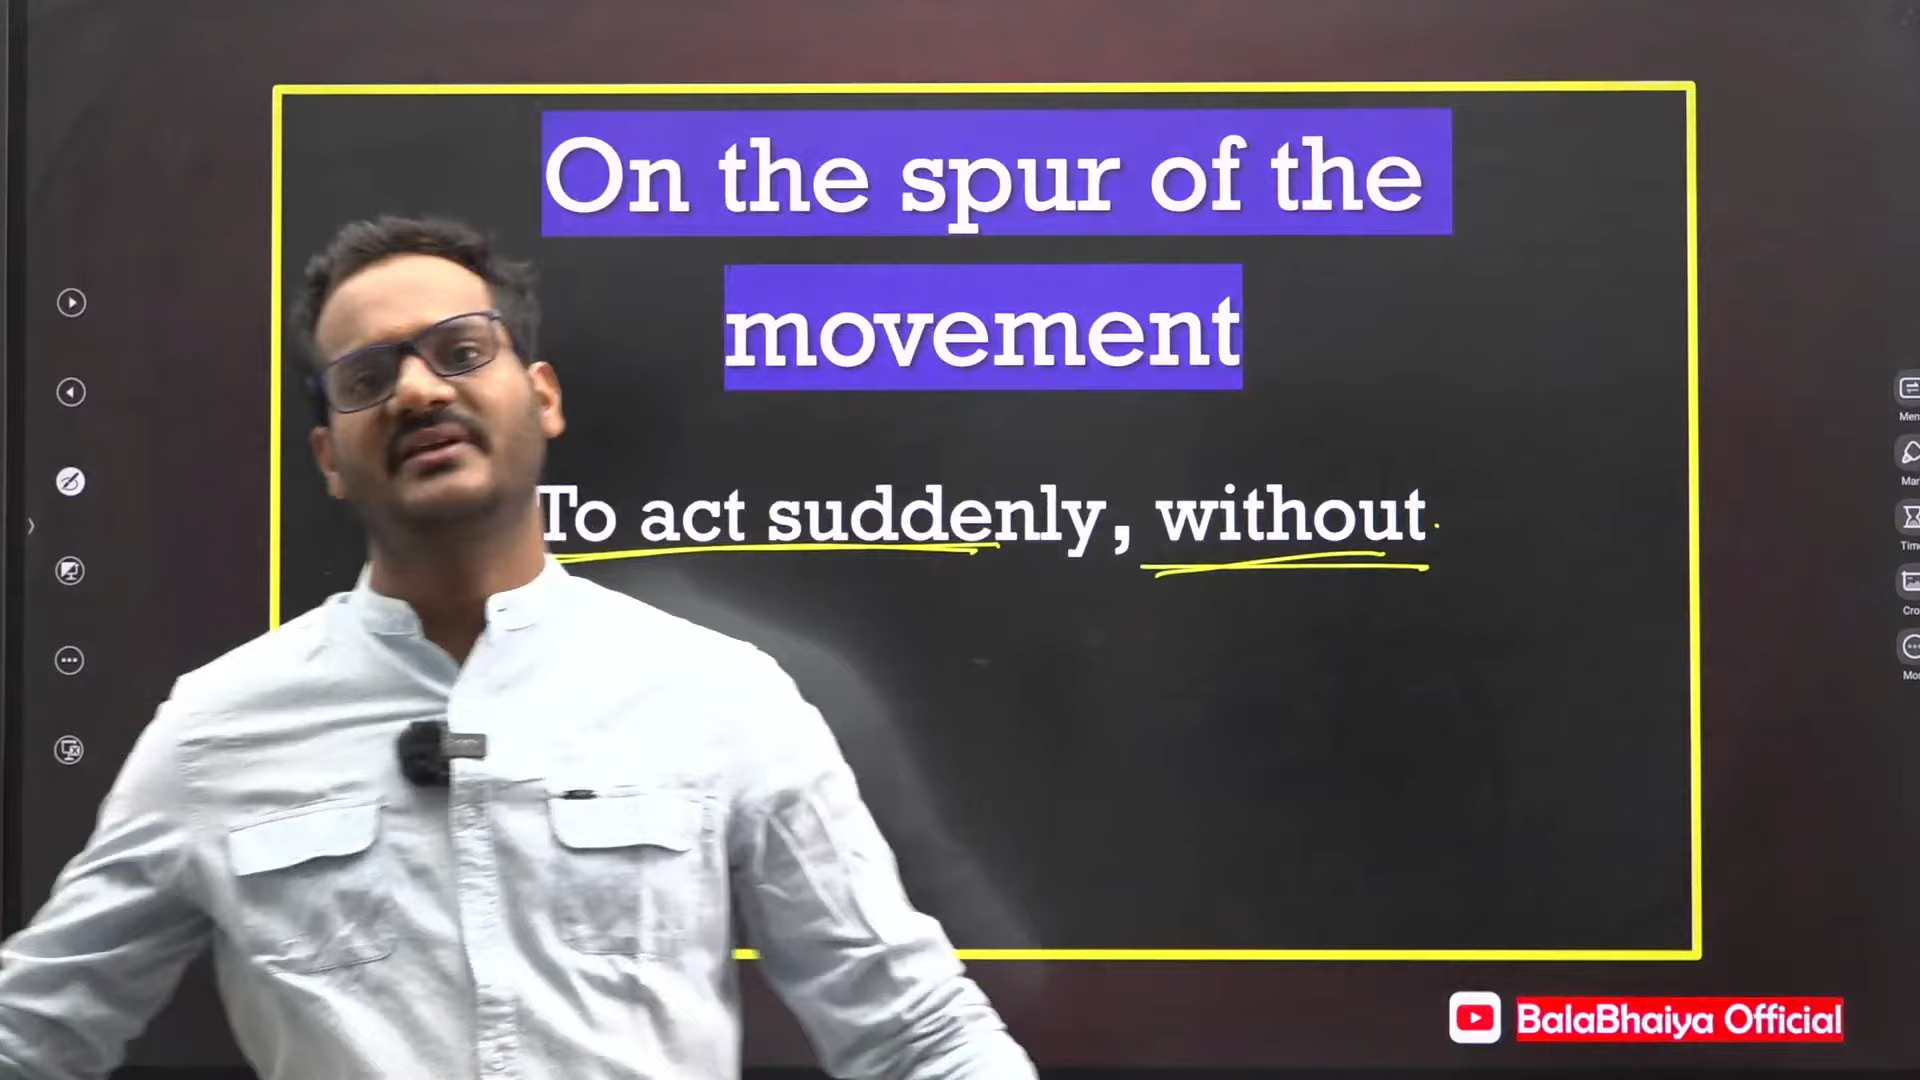 On the spur of the
movement
To act suddenly, without
BalaBhaiya Official